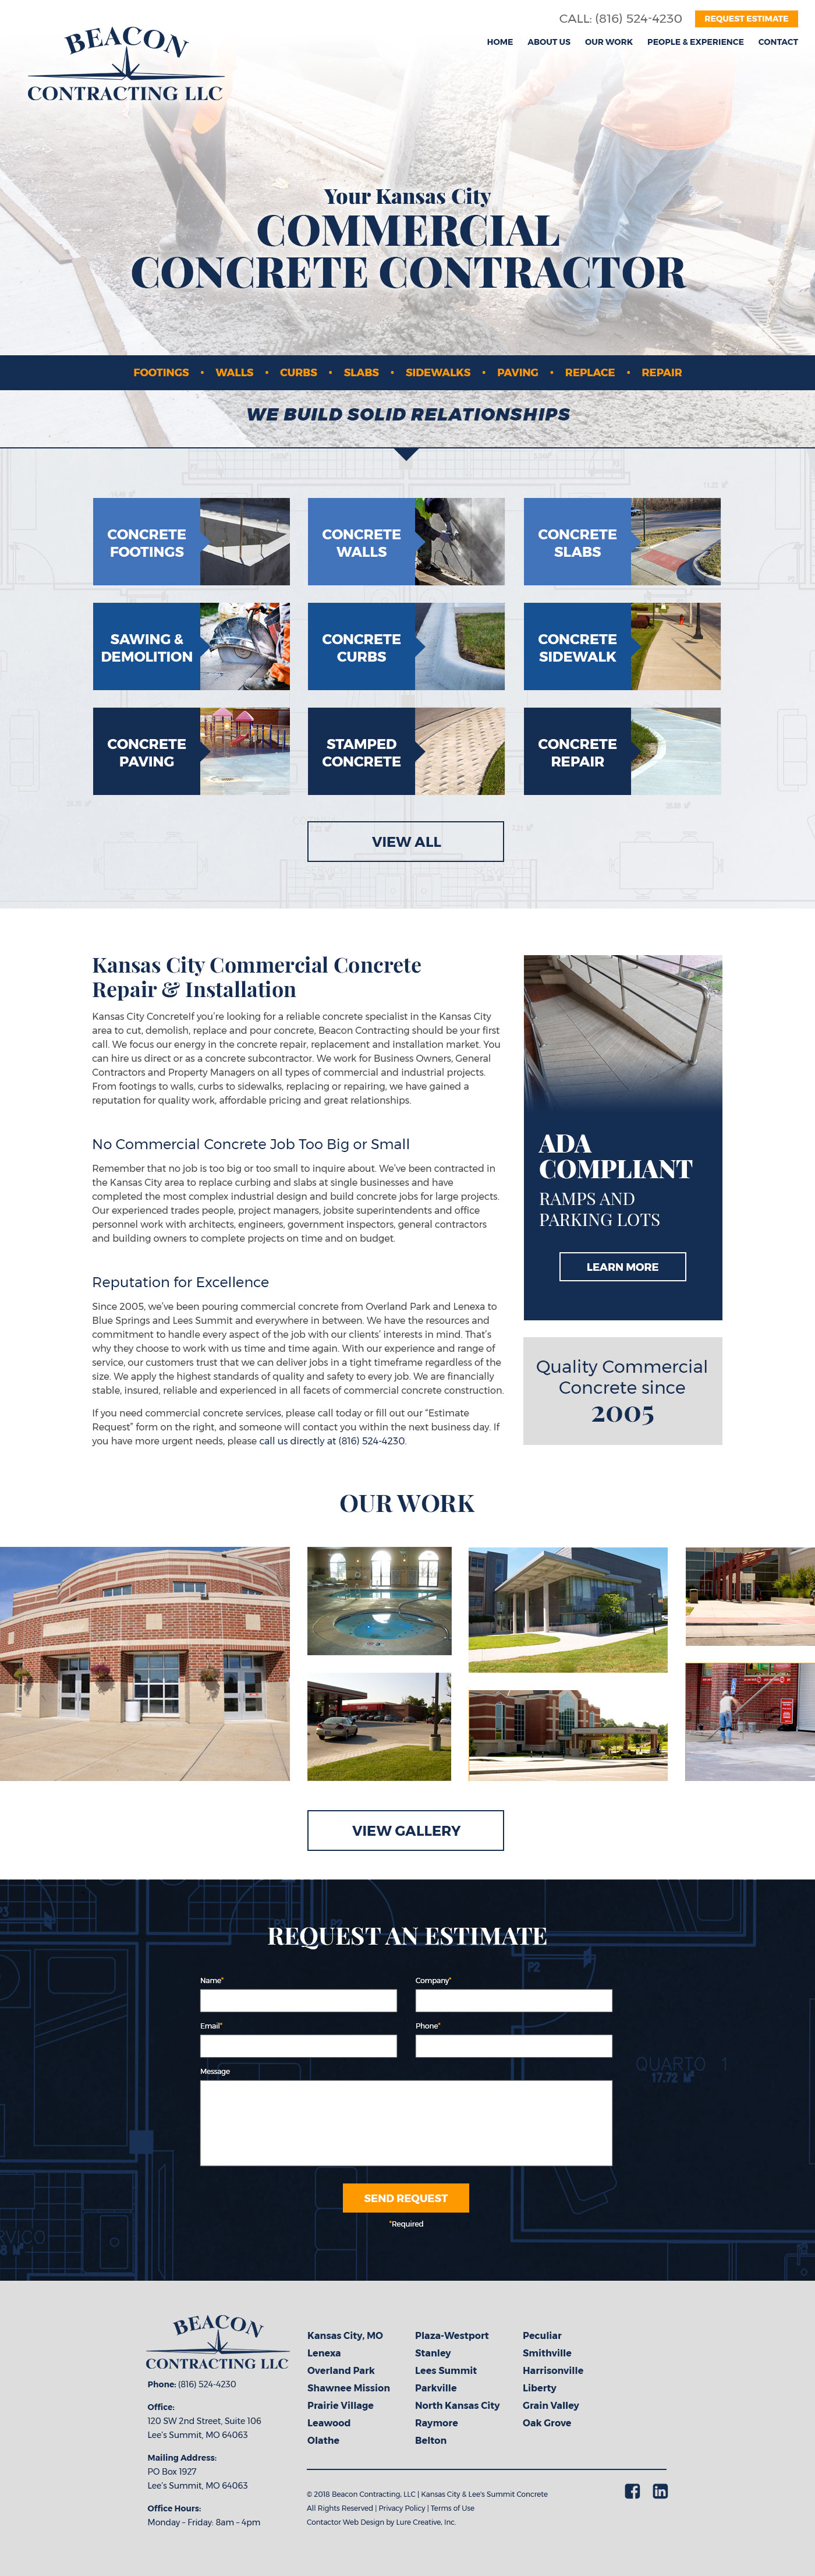 CALL: (816) 524-4230
REQUEST ESTIMATE
BEACON
CONTRACTING LLC
HOME ABOUT US OUR WORK PEOPLE & EXPERIENCE CONTACT
Your Kansas City
COMMERCIAL
CONCRETE CONTRACTOR
FOOTINGS • WALLS • CURBS • SLABS • SIDEWALKS • PAVING • REPLACE • REPAIR
WE BUILD SOLID RELATIONSHIPS
CONCRETE
FOOTINGS
CONCRETE
WALLS
CONCRETE
SLABS
SAWING &
DEMOLITION
CONCRETE
CURBS
CONCRETE
SIDEWALK
CONCRETE
PAVING
STAMPED
CONCRETE
CONCRETE
REPAIR
VIEW ALL
Kansas City Commercial Concrete
Repair & Installation
Kansas City ConcreteIf you’re looking for a reliable concrete specialist in the Kansas City
area to cut, demolish, replace and pour concrete, Beacon Contracting should be your first
call. We focus our energy in the concrete repair, replacement and installation market. You
can hire us direct or as a concrete subcontractor. We work for Business Owners, General
Contractors and Property Managers on all types of commercial and industrial projects.
From footings to walls, curbs to sidewalks, replacing or repairing, we have gained a
reputation for quality work, affordable pricing and great relationships.
No Commercial Concrete Job Too Big or Small
Remember that no job is too big or too small to inquire about. We’ve been contracted in
the Kansas City area to replace curbing and slabs at single businesses and have
completed the most complex industrial design and build concrete jobs for large projects.
Our experienced trades people, project managers, jobsite superintendents and office
personnel work with architects, engineers, government inspectors, general contractors
and building owners to complete projects on time and on budget.
Reputation for Excellence
Since 2005, we’ve been pouring commercial concrete from Overland Park and Lenexa to
Blue Springs and Lees Summit and everywhere in between. We have the resources and
commitment to handle every aspect of the job with our clients’ interests in mind. That’s
why they choose to work with us time and time again. With our experience and range of
service, our customers trust that we can deliver jobs in a tight timeframe regardless of the
size. We apply the highest standards of quality and safety to every job. We are financially
stable, insured, reliable and experienced in all facets of commercial concrete construction.
If you need commercial concrete services, please call today or fill out our “Estimate
Request” form on the right, and someone will contact you within the next business day. If
you have more urgent needs, please call us directly at (816) 524-4230.
ADA
COMPLIANT
RAMPS AND
PARKING LOTS
LEARN MORE
Quality Commercial
Concrete since
2005
OUR WORK
VIEW GALLERY
REQUEST AN ESTIMATE
Name*
Company*
Email*
Phone*
Message
P2
QUARTO 1
17.72
SEND REQUEST
*Required
BEACON
CONTRACTING LLC
Phone: (816) 524-4230
Office:
120 SW 2nd Street, Suite 106
Lee’s Summit, MO 64063
Mailing Address:
PO Box 1927
Lee’s Summit, MO 64063
Office Hours:
Monday – Friday: 8am – 4pm
Kansas City, MO
Lenexa
Overland Park
Shawnee Mission
Prairie Village
Leawood
Olathe
Plaza-Westport
Stanley
Lees Summit
Parkville
North Kansas City
Raymore
Belton
Peculiar
Smithville
Harrisonville
Liberty
Grain Valley
Oak Grove
© 2018 Beacon Contracting, LLC | Kansas City & Lee's Summit Concrete
All Rights Reserved | Privacy Policy | Terms of Use
Contactor Web Design by Lure Creative, Inc.